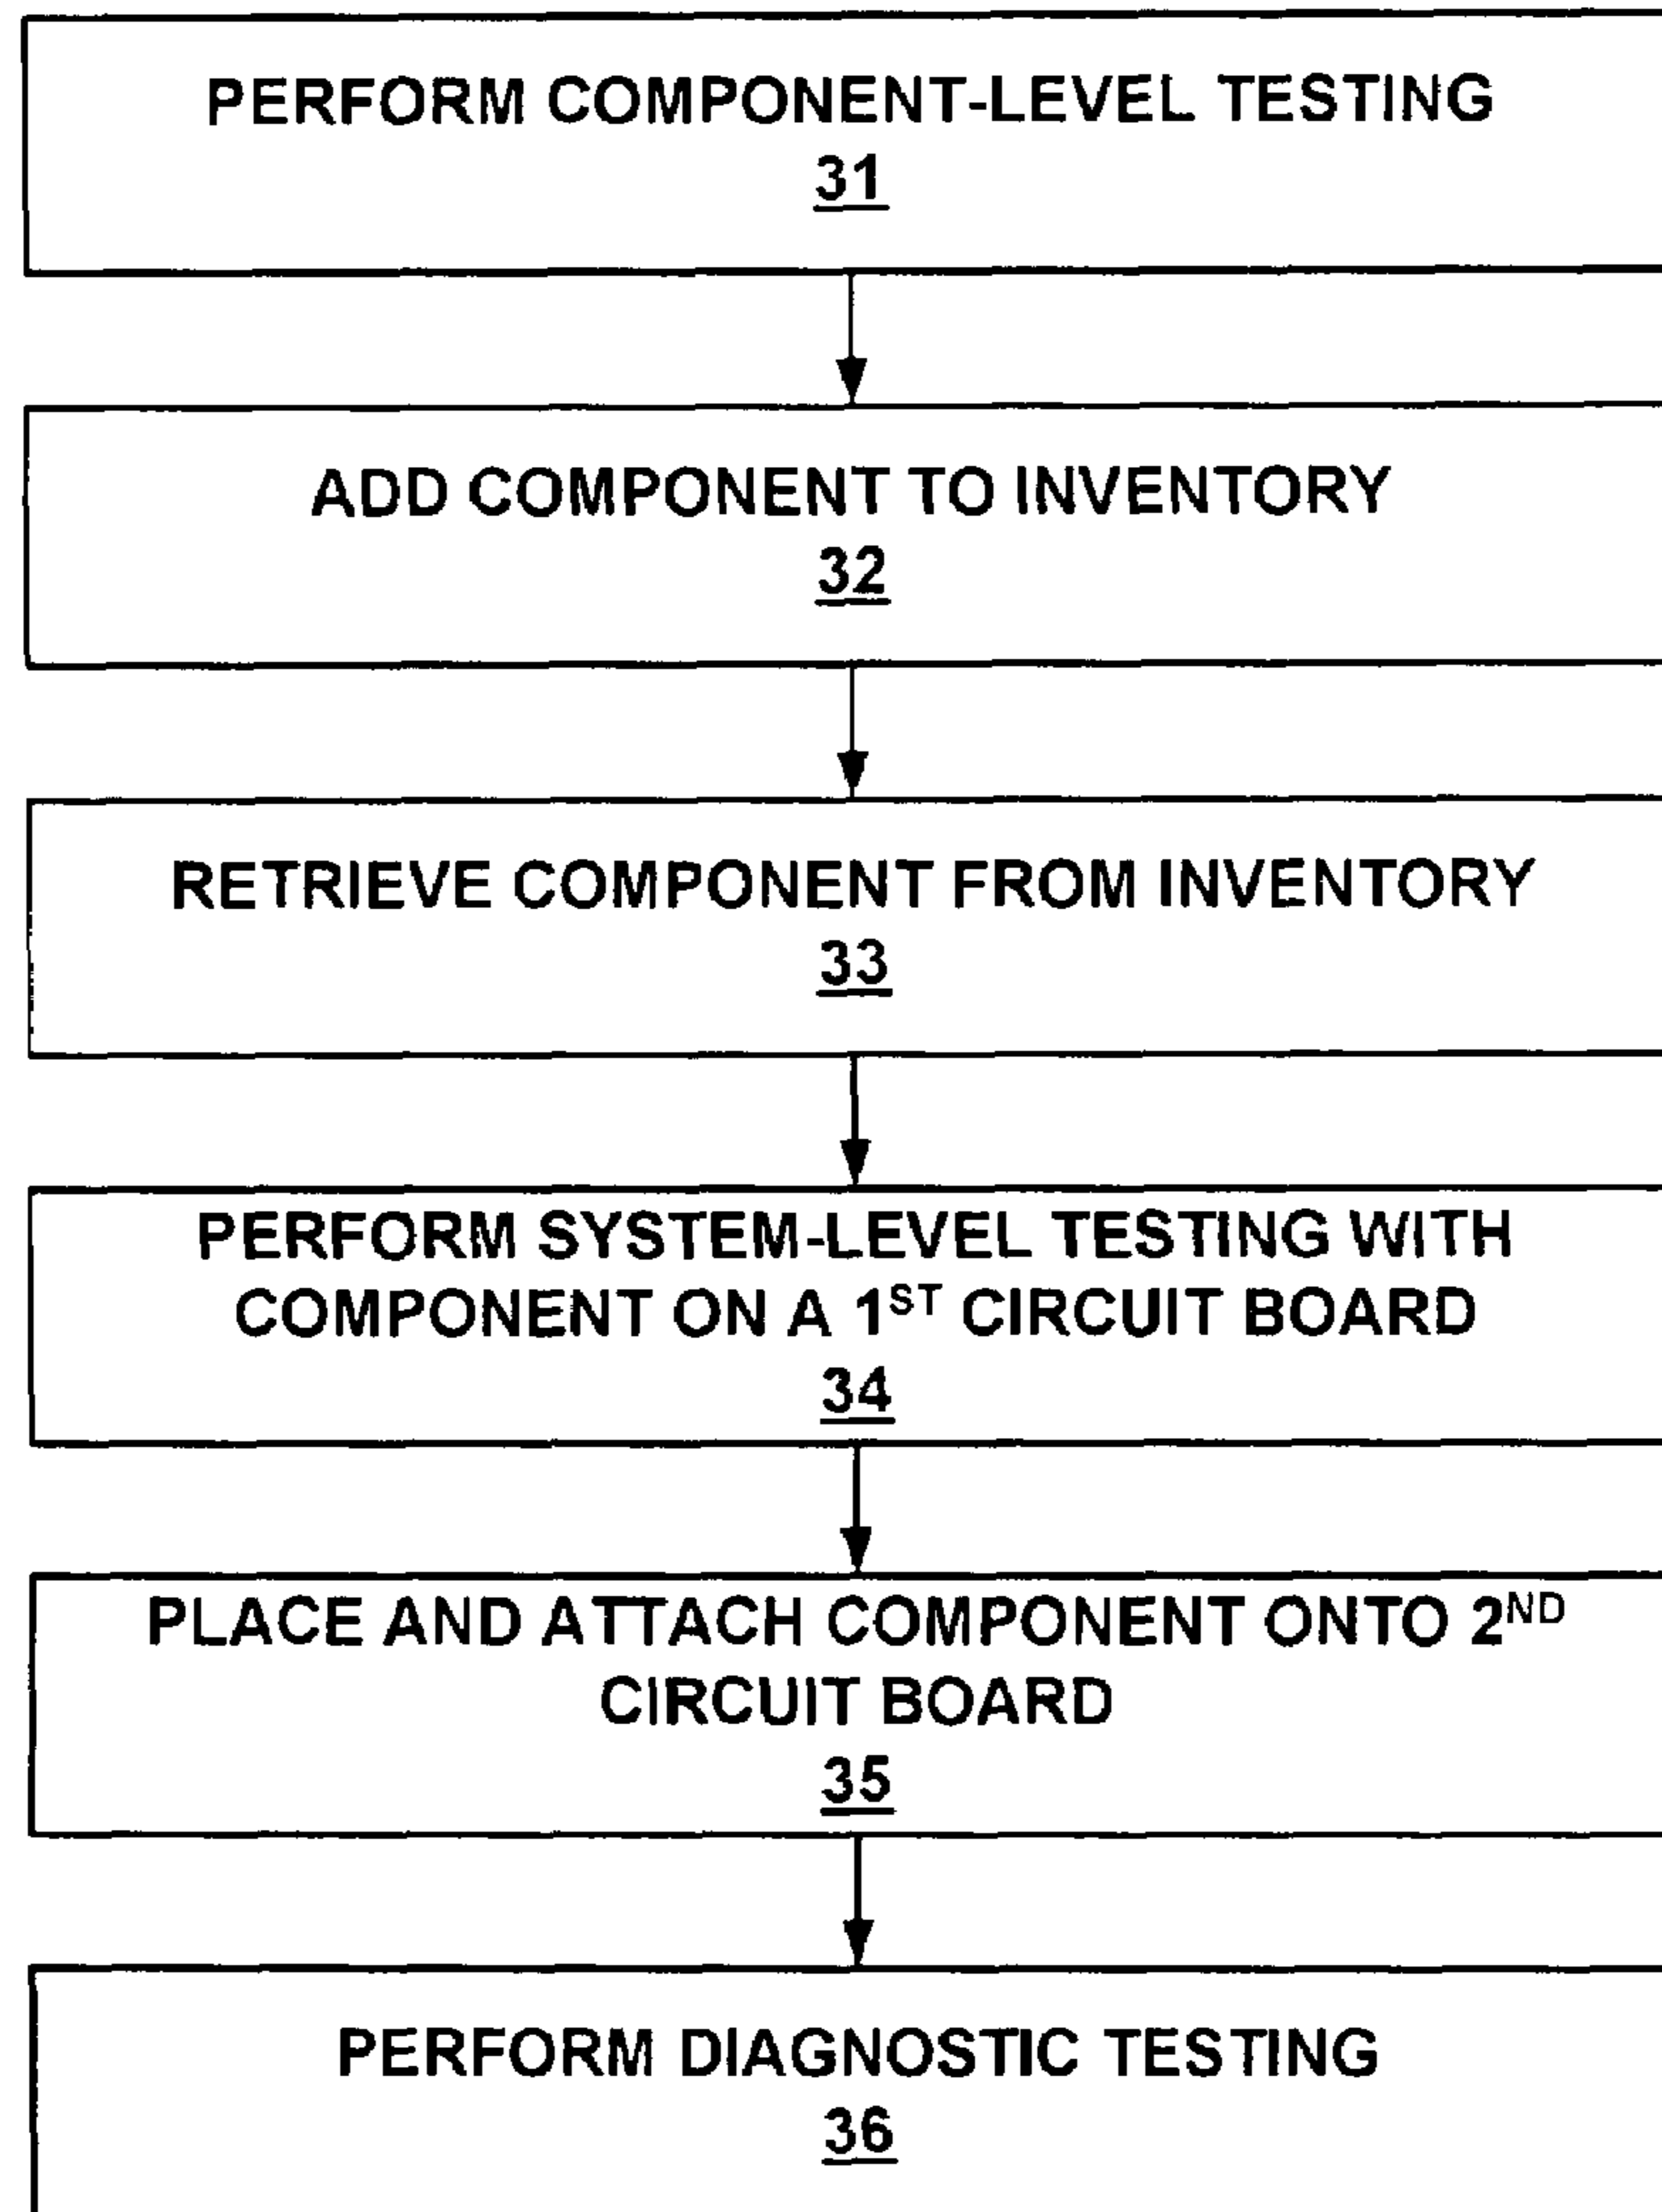 PERFORM COMPONENT-LEVEL TESTING
31
ADD COMPONENT TO INVENTORY
32
RETRIEVE COMPONENT FROM INVENTORY
33
PERFORM SYSTEM-LEVEL TESTING WITH
COMPONENT ON A 1ST CIRCUIT BOARD
34
PLACE AND ATTACH COMPONENT ONTO 2ND
CIRCUIT BOARD
35
PERFORM DIAGNOSTIC TESTING
36